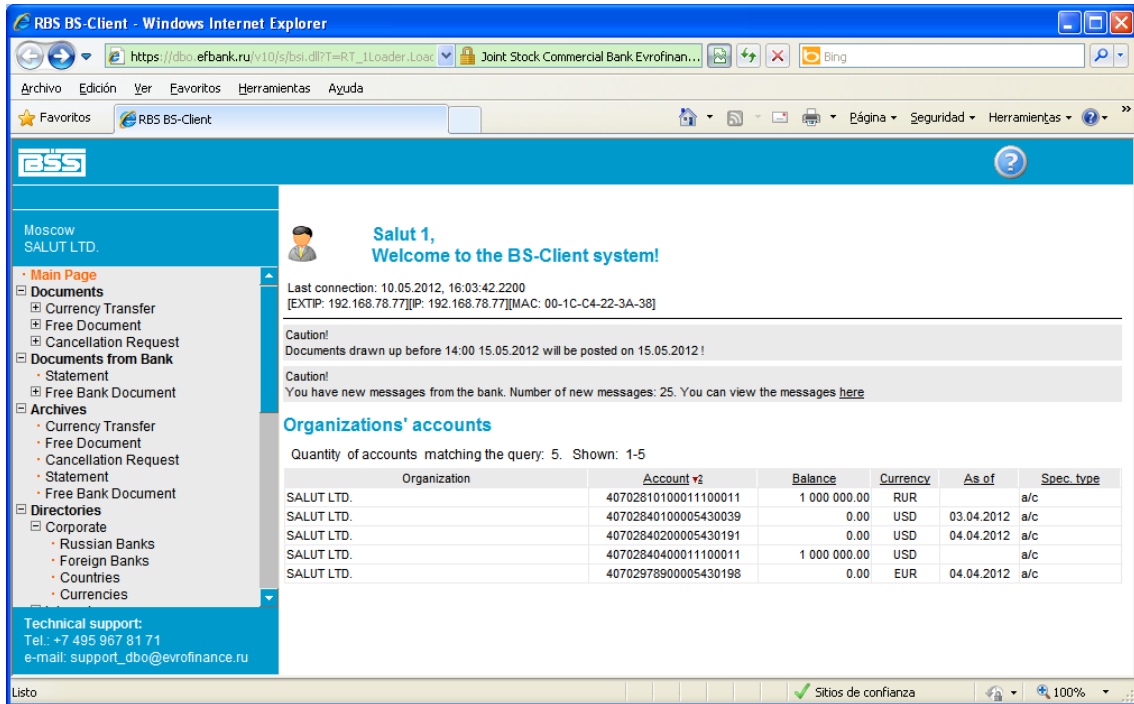 RBS BS-Client - Windows Internet Explorer
https://dbo.efbank.ru/v10/s/bsi.dll?T=RT_1Loader.Loac
Joint Stock Commercial Bank Evrofinan...
Bing
Archivo Edición Ver Favoritos Herramientas Ayuda
Favoritos
RBS BS-Client
Página Seguridad Herramientas »
BSS
?
Moscow
SALUT LTD.
Main Page
Documents
Currency Transfer
Free Document
Cancellation Request
Documents from Bank
Statement
Free Bank Document
Archives
Currency Transfer
Free Document
Cancellation Request
Statement
Free Bank Document
Directories
Corporate
Russian Banks
Foreign Banks
Countries
Currencies
Technical support:
Tel.: +7 495 967 81 71
e-mail: support_dbo@evrofinance.ru
Salut 1,
Welcome to the BS-Client system!
Last connection: 10.05.2012, 16:03:42.2200
[EXTIP: 192.168.78.77][IP: 192.168.78.77][MAC: 00-1C-C4-22-3A-38]
Caution!
Documents drawn up before 14:00 15.05.2012 will be posted on 15.05.2012 !
Caution!
You have new messages from the bank. Number of new messages: 25. You can view the messages here
Organizations' accounts
Quantity of accounts matching the query: 5. Shown: 1-5
Organization Account 2 Balance Currency As of Spec. type
SALUT LTD. 40702810100011100011 1 000 000.00 RUR a/c
SALUT LTD. 40702840100005430039 0.00 USD 03.04.2012 a/c
SALUT LTD. 40702840200005430191 0.00 USD 04.04.2012 a/c
SALUT LTD. 40702840400011100011 1 000 000.00 USD a/c
SALUT LTD. 40702978900005430198 0.00 EUR 04.04.2012 a/c
Listo
Sitios de confianza
100%